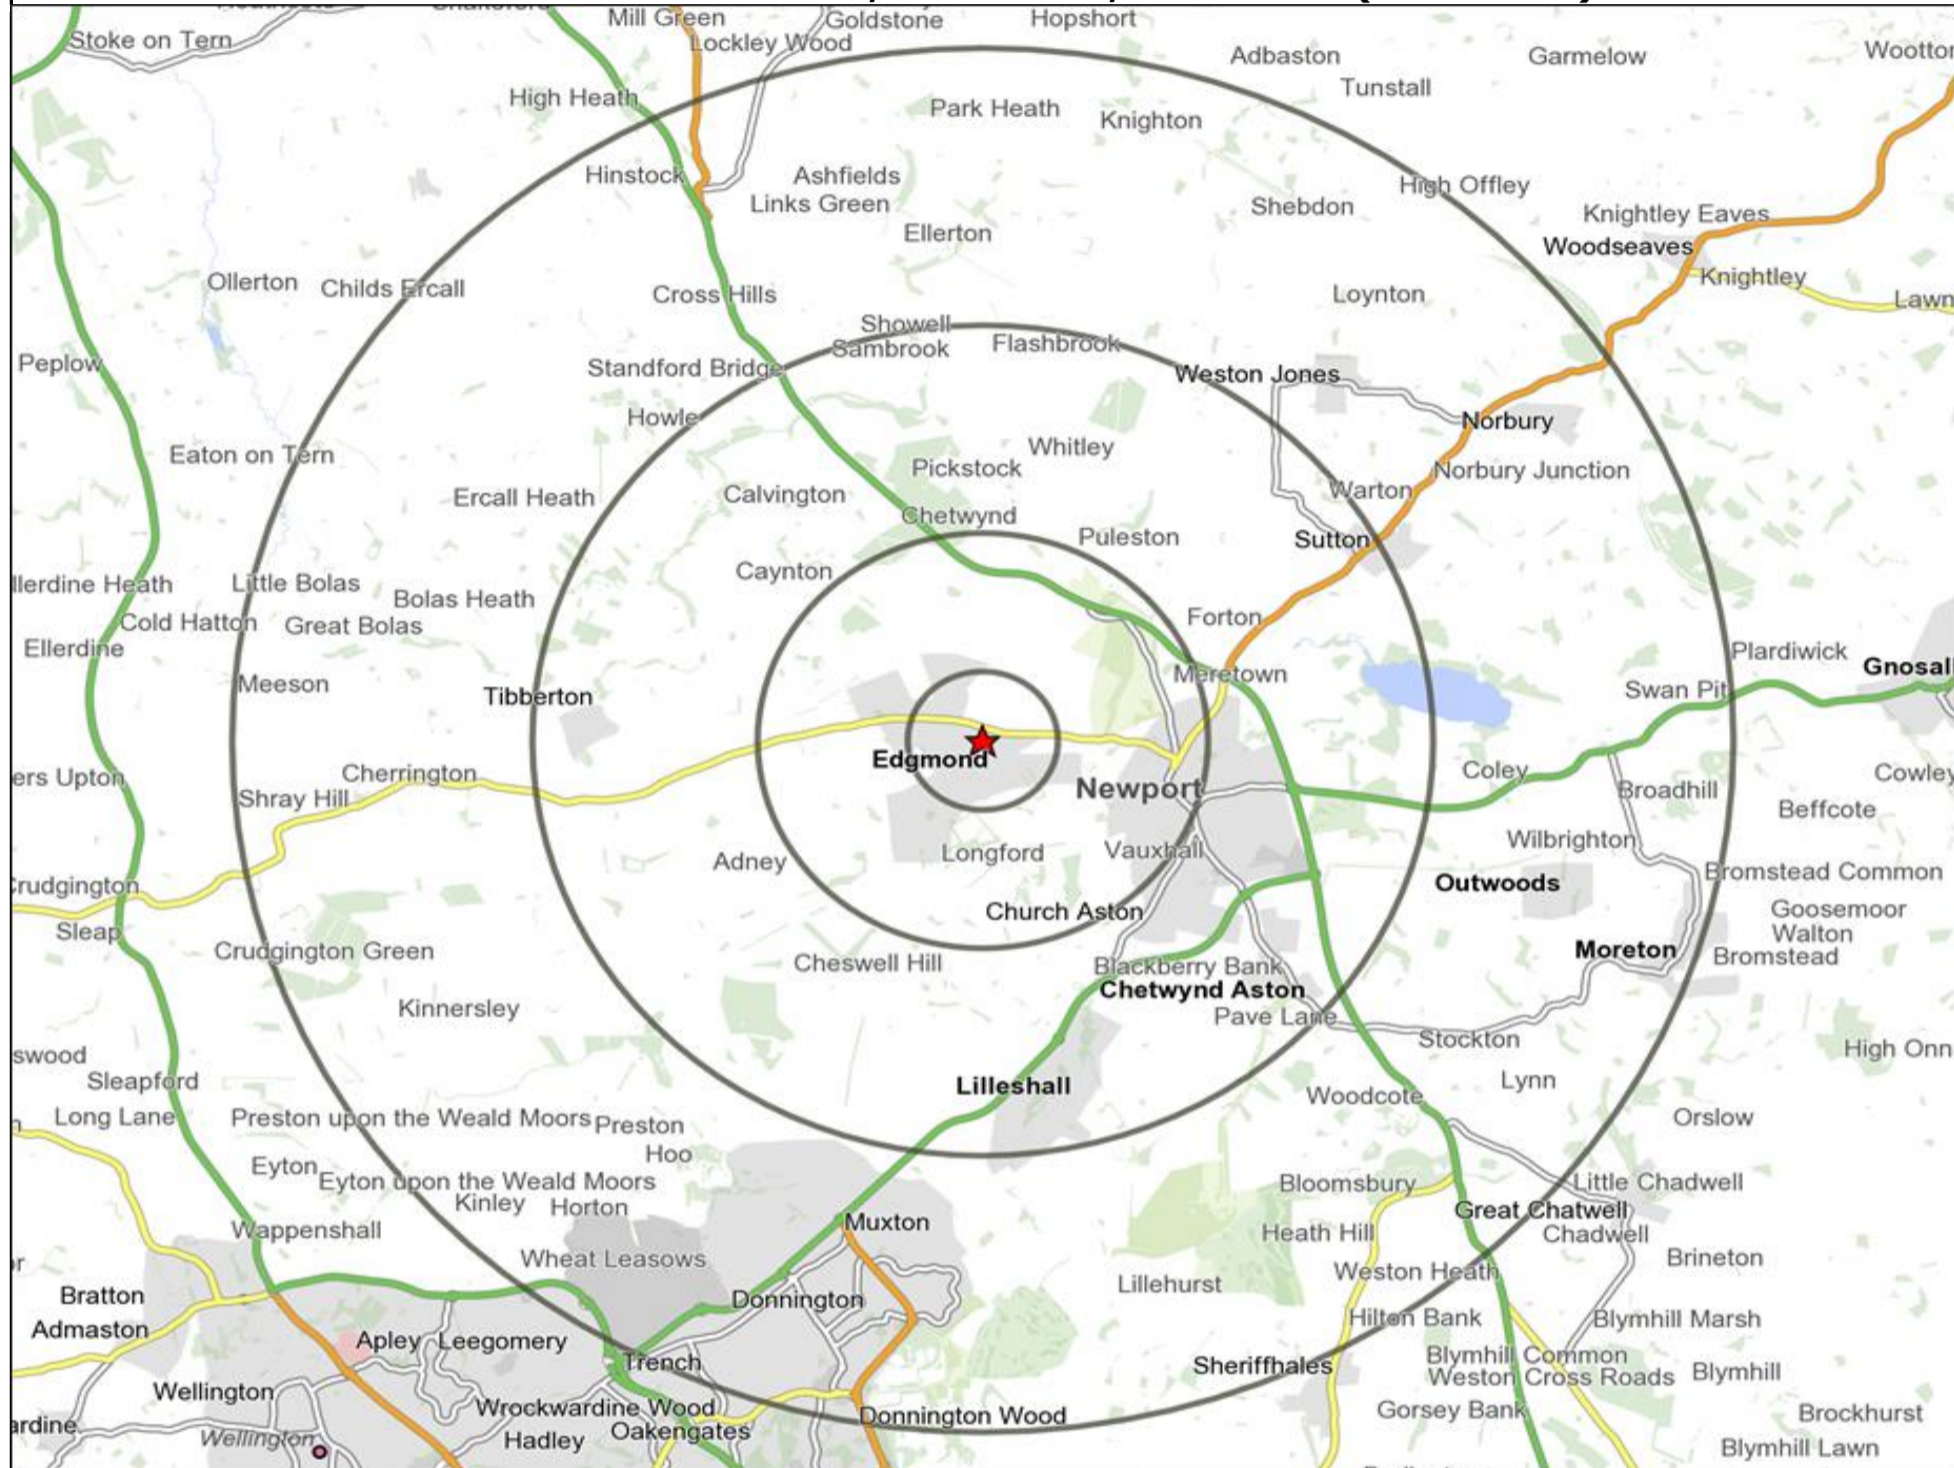 Mill Green
Goldstone
Hopshort
Stoke on Tern
Lockley Wood
Adbaston
Garmelow
Tunstall
High Heath
Park Heath
Knighton
Hinstock
Ashfields
Links Green
High Offley
Shebdon
Knightley Eaves
Ellerton
Woodseaves
Knightley
Ollerton
Childs Ercall
Cross Hills
Loynton
Lawn
Showell
Sambrook
Flashbrook
Peplow
Standford Bridge
Weston Jones
Howle
Norbury
Whitley
Eaton on Tern
Pickstock
Norbury Junction
Ercall Heath
Calvington
Warton
Chetwynd
Puleston
Sutton
Caynton
llerdine Heath
Little Bolas
Bolas Heath
Cold Hatton
Great Bolas
Forton
Ellerdine
Plardiwick
Gnosall
Meeson
Meretown
Swan Pit
Tibberton
Edgmond
Cherrington
ers Upton
Coley
Cowley
Shray Hill
Newport
Broadhill
Beffcote
Wilbrighton
Adney
Longford
Vauxhall
Bromstead Common
Crudgington
Outwoods
Church Aston
Goosemoor
Walton
Sleap
Crudgington Green
Cheswell Hill
Blackberry Bank
Moreton
Bromstead
Chetwynd Aston
Kinnersley
Pave Lane
Stockton
High Onn
swood
Sleapford
Lilleshall
Lynn
Woodcote
Long Lane
Preston upon the Weald Moors
Preston
Orslow
Hoo
Eyton
Eyton upon the Weald Moors
Bloomsbury
Little Chadwell
Kinley
Horton
Great Chatwell
Wappenshall
Muxton
Heath Hill
Chadwell
Wheat Leasows
Brineton
Weston Heath
Lillehurst
Bratton
Donnington
Hilton Bank
Blymhill Marsh
Admaston
Apley
Leegomery
Trench
Sheriffhales
Blymhill Common
Weston Cross Roads
Blymhill
Wellington
Wrockwardine Wood
Donnington Wood
Gorsey Bank
Brockhurst
ardine
Wellington
Hadley
Oakengates
Blymhill Lawn